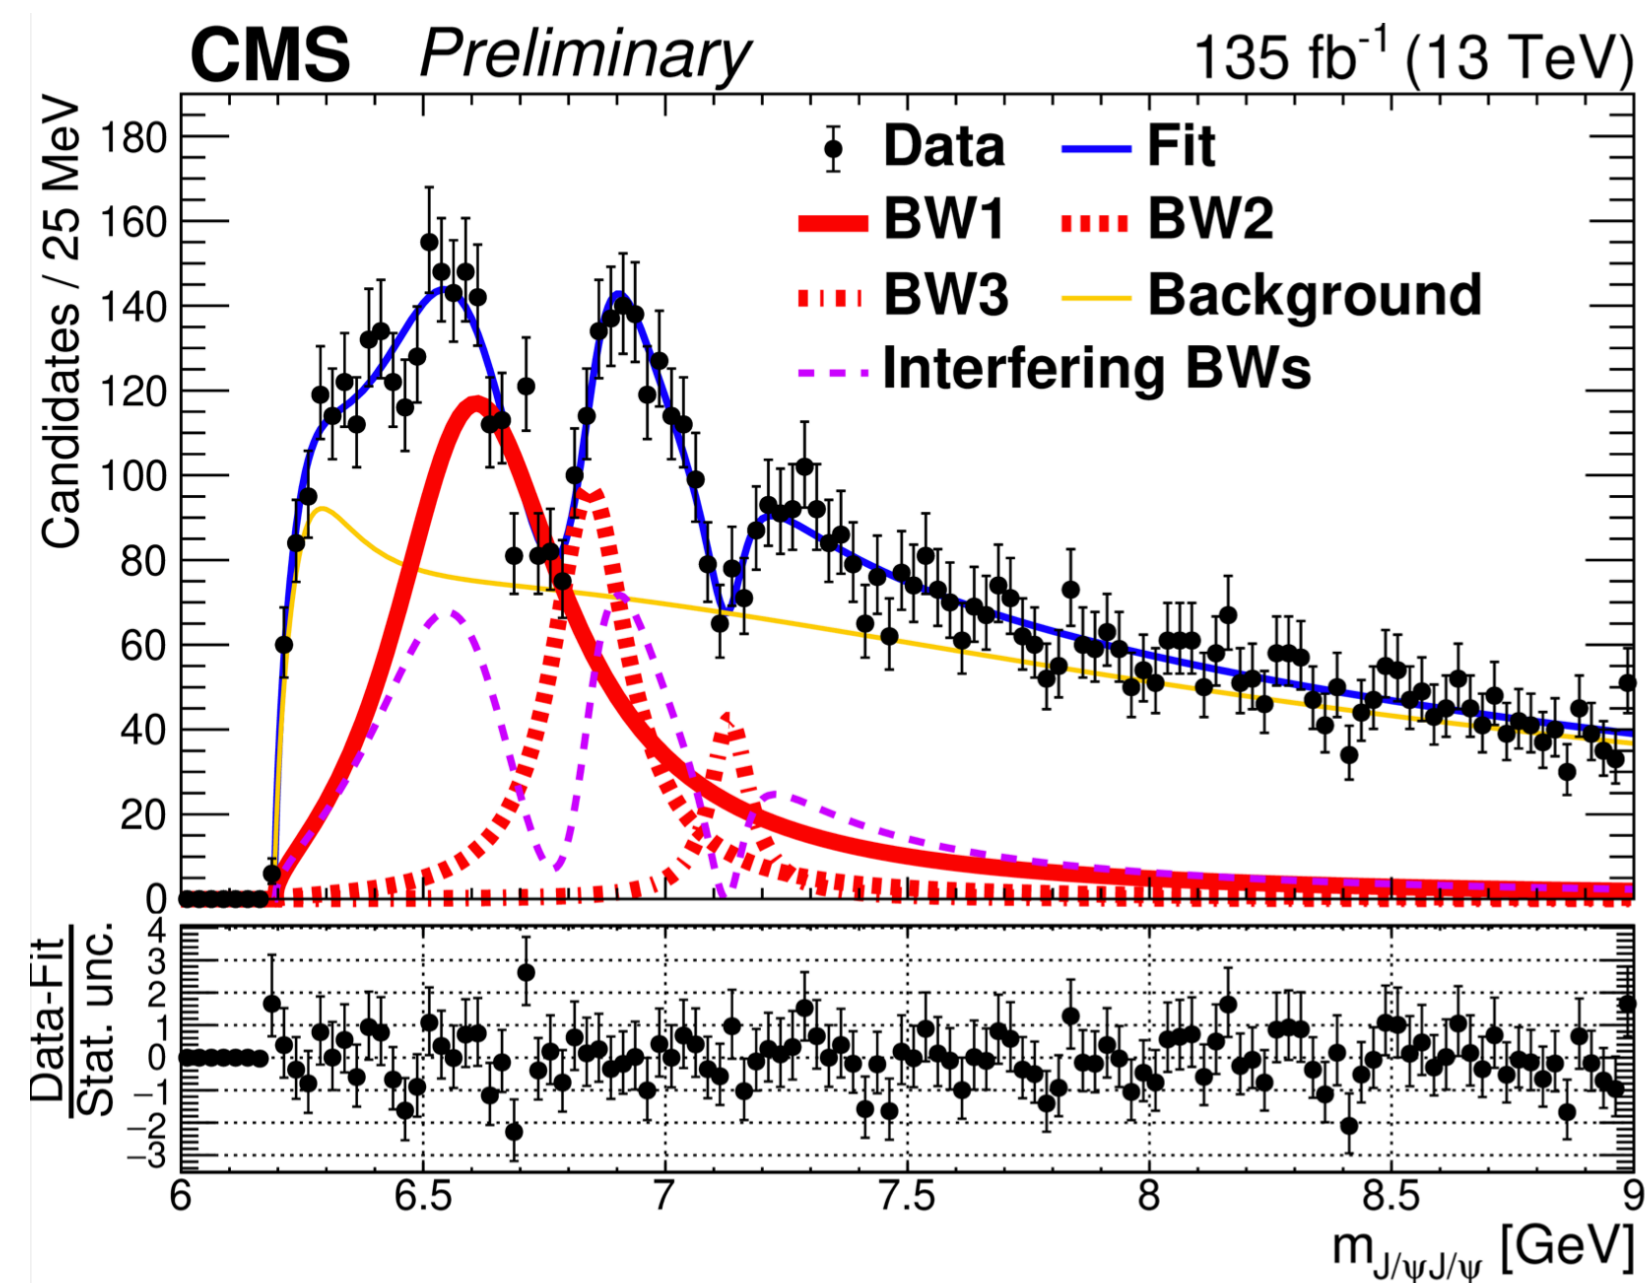 CMS Preliminary 135 fb⁻¹ (13 TeV)
Candidates / 25 MeV
180
160
140
120
100
80
60
40
20
0
Data Fit
BW1 BW2
BW3 Background
Interfering BWs
Data-Fit
Stat. unc.
4
3
2
1
0
−1
−2
−3
6 6.5 7 7.5 8 8.5 9
m_J/ψJ/ψ [GeV]